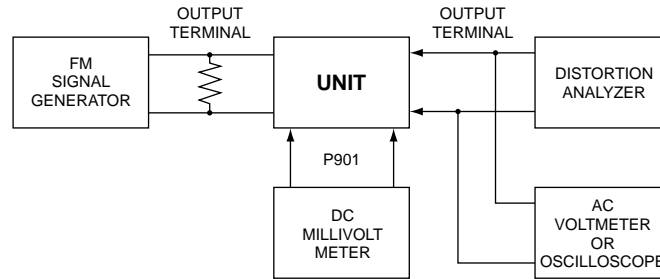 OUTPUT
TERMINAL
OUTPUT
TERMINAL
FM
SIGNAL
GENERATOR
UNIT
DISTORTION
ANALYZER
P901
DC
MILLIVOLT
METER
AC
VOLTMETER
OR
OSCILLOSCOPE